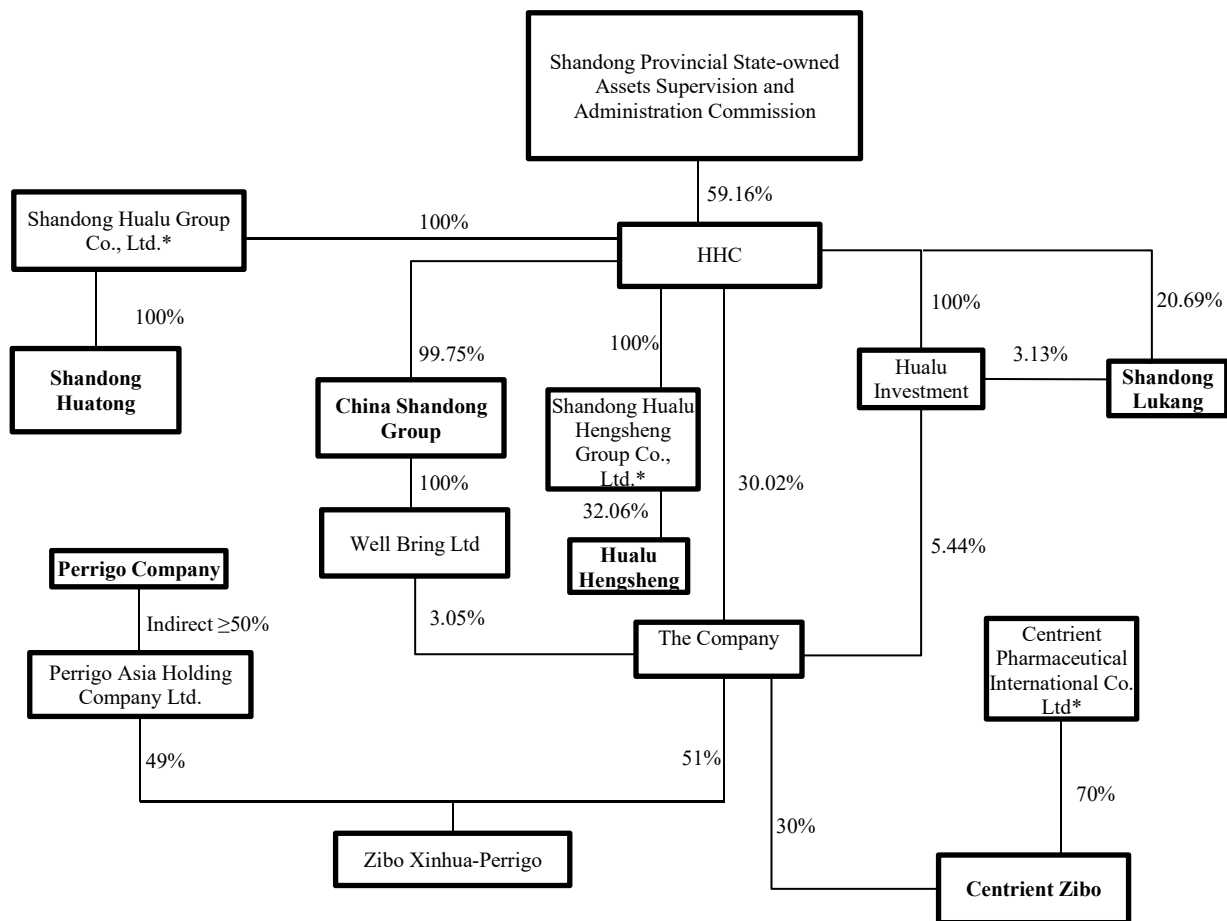 Shandong Provincial State-owned
Assets Supervision and
Administration Commission
59.16%
Shandong Hualu Group
Co., Ltd.*
100%
HHC
100%
99.75%
100%
100%
20.69%
3.13%
Shandong
Huatong
China Shandong
Group
Shandong Hualu
Hengsheng
Group Co.,
Ltd.*
Hualu
Investment
Shandong
Lukang
100%
30.02%
32.06%
5.44%
Well Bring Ltd
Hualu
Hengsheng
Perrigo Company
3.05%
Indirect ≥50%
The Company
Centrient
Pharmaceutical
International Co.
Ltd*
Perrigo Asia Holding
Company Ltd.
49%
51%
70%
30%
Zibo Xinhua-Perrigo
Centrient Zibo